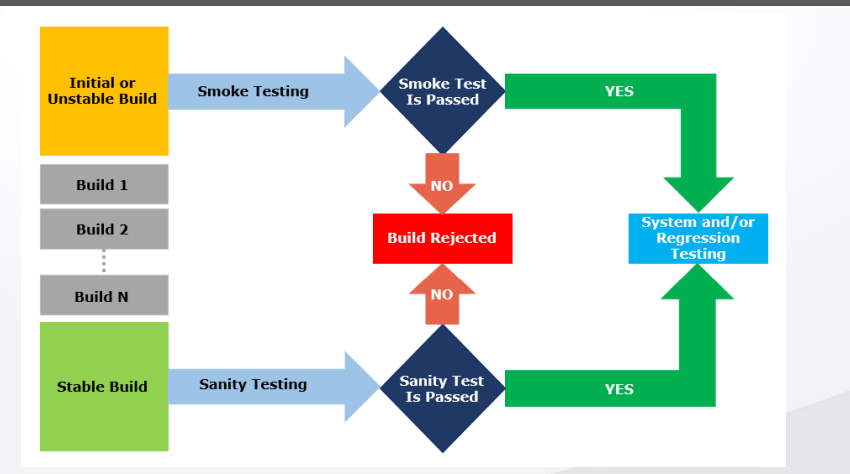 Initial or
Unstable Build
Smoke Testing
Smoke Test
Is Passed
YES
Build 1
NO
Build 2
Build Rejected
System and/or
Regression
Testing
Build N
NO
Stable Build
Sanity Testing
Sanity Test
Is Passed
YES